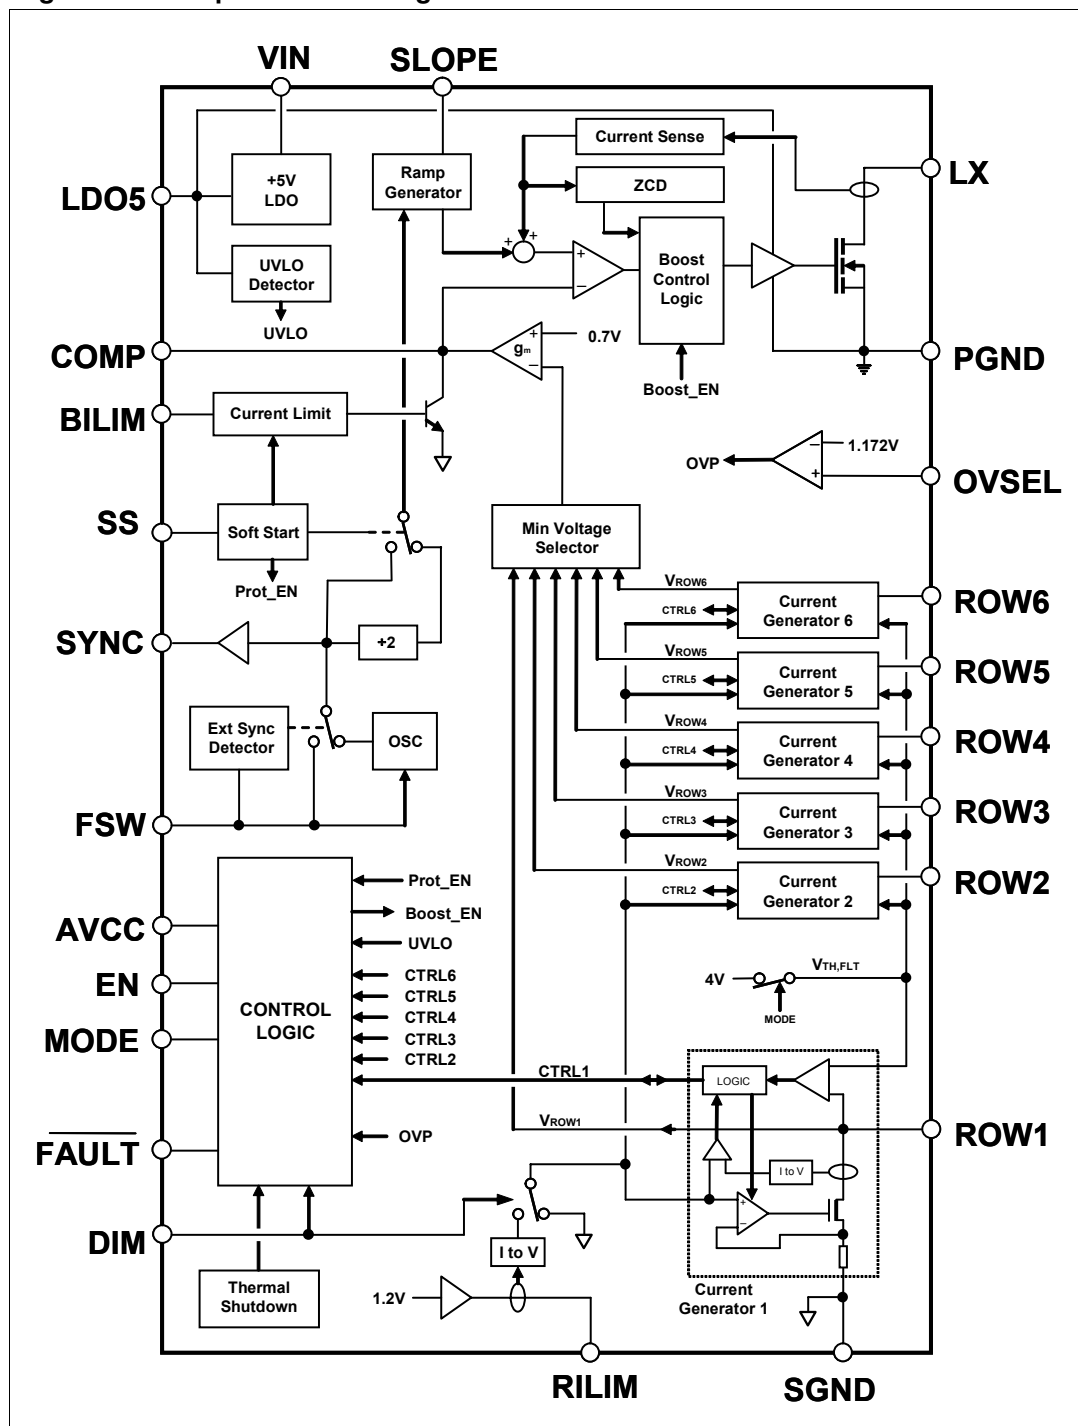 VIN
SLOPE
LDO5
+5V
LDO
Ramp
Generator
Current Sense
ZCD
LX
UVLO
Detector
UVLO
+
+
+
–
Boost
Control
Logic
COMP
gm
+
–
0.7V
Boost_EN
PGND
BILIM
Current Limit
OVP
–
+
1.172V
OVSEL
SS
Soft Start
Prot_EN
Min Voltage
Selector
SYNC
+2
VROW6
CTRL6
Current
Generator 6
ROW6
VROW5
CTRL5
Current
Generator 5
ROW5
Ext Sync
Detector
OSC
VROW4
CTRL4
Current
Generator 4
ROW4
FSW
VROW3
CTRL3
Current
Generator 3
ROW3
VROW2
CTRL2
Current
Generator 2
ROW2
Prot_EN
Boost_EN
AVCC
UVLO
EN
CTRL6
CTRL5
CTRL4
CTRL3
CTRL2
CONTROL
LOGIC
MODE
4V
VTH,FLT
MODE
CTRL1
LOGIC
VROW1
ROW1
OVP
FAULT
I to V
+
–
DIM
I to V
Thermal
Shutdown
1.2V
Current
Generator 1
RILIM
SGND